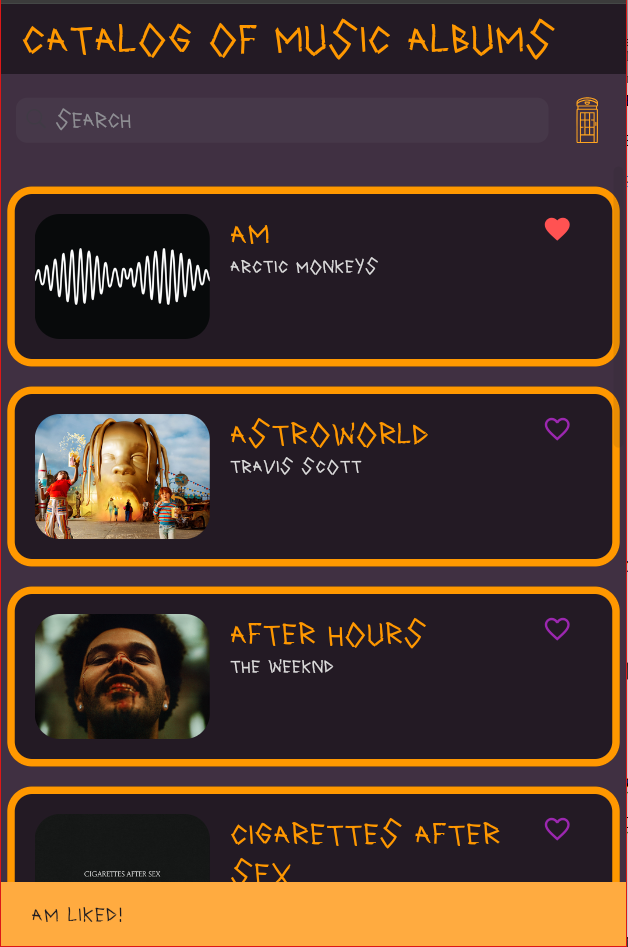 CATALOG OF MUSIC ALBUMS
SEARCH
AM
ARCTIC MONKEYS
ASTROWORLD
TRAVIS SCOTT
AFTER HOURS
THE WEEKND
CIGARETTES AFTER
SEX
CIGARETTES AFTER SEX
AM LIKED!